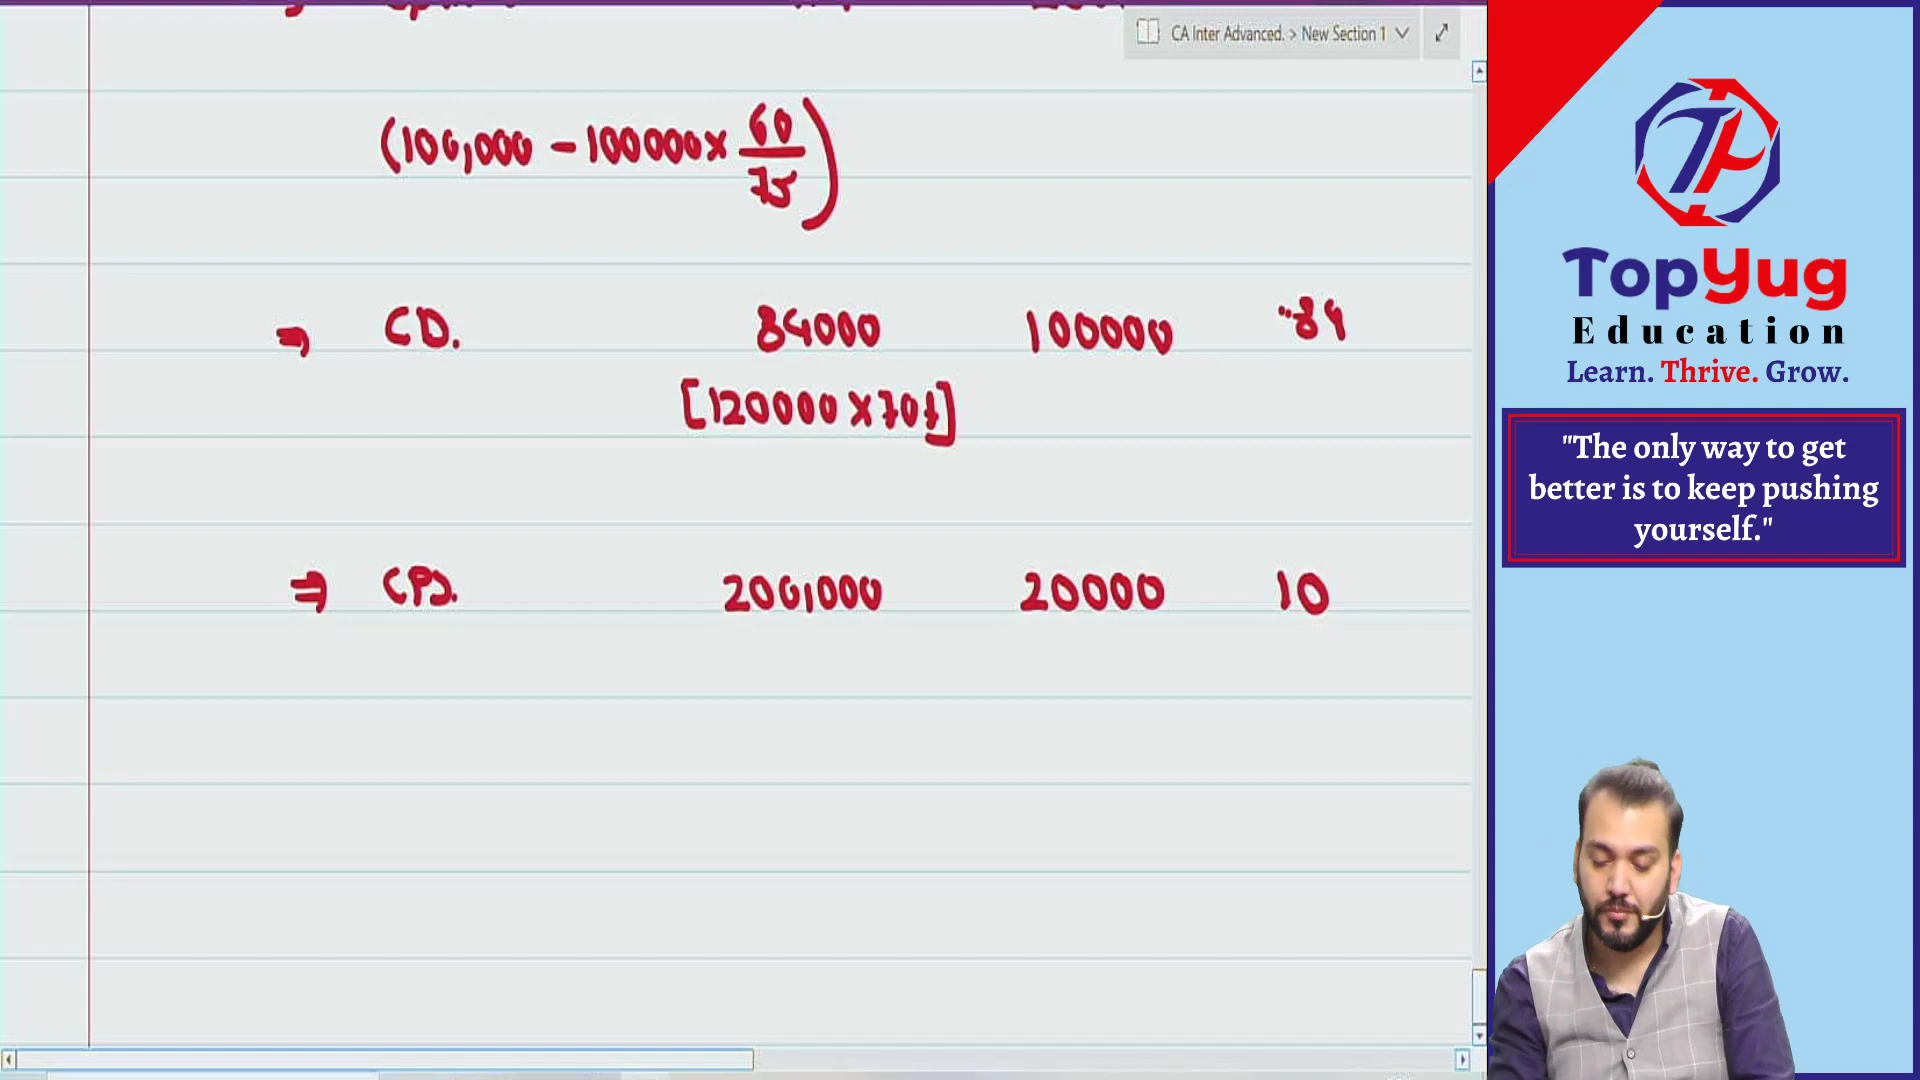 CA Inter Advanced. > New Section 1
(100,000 - 100000 × 60/75)
⇒ CD. 84000 100000 .84
[120000 × 70%]
⇒ CPS. 200,000 20000 10
TopYug
Education
Learn. Thrive. Grow.
"The only way to get
better is to keep pushing
yourself."